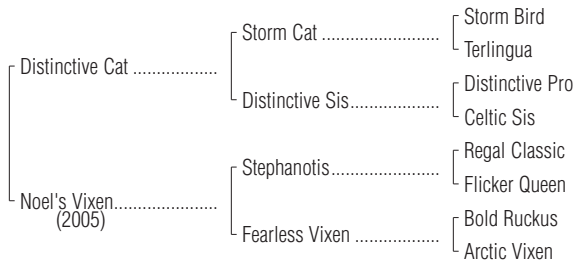 Storm Bird
Storm Cat ........................
Terlingua
Distinctive Cat .................
Distinctive Pro
Distinctive Sis..................
Celtic Sis
Regal Classic
Stephanotis......................
Flicker Queen
Noel's Vixen.....................
(2005)
Bold Ruckus
Fearless Vixen .................
Arctic Vixen